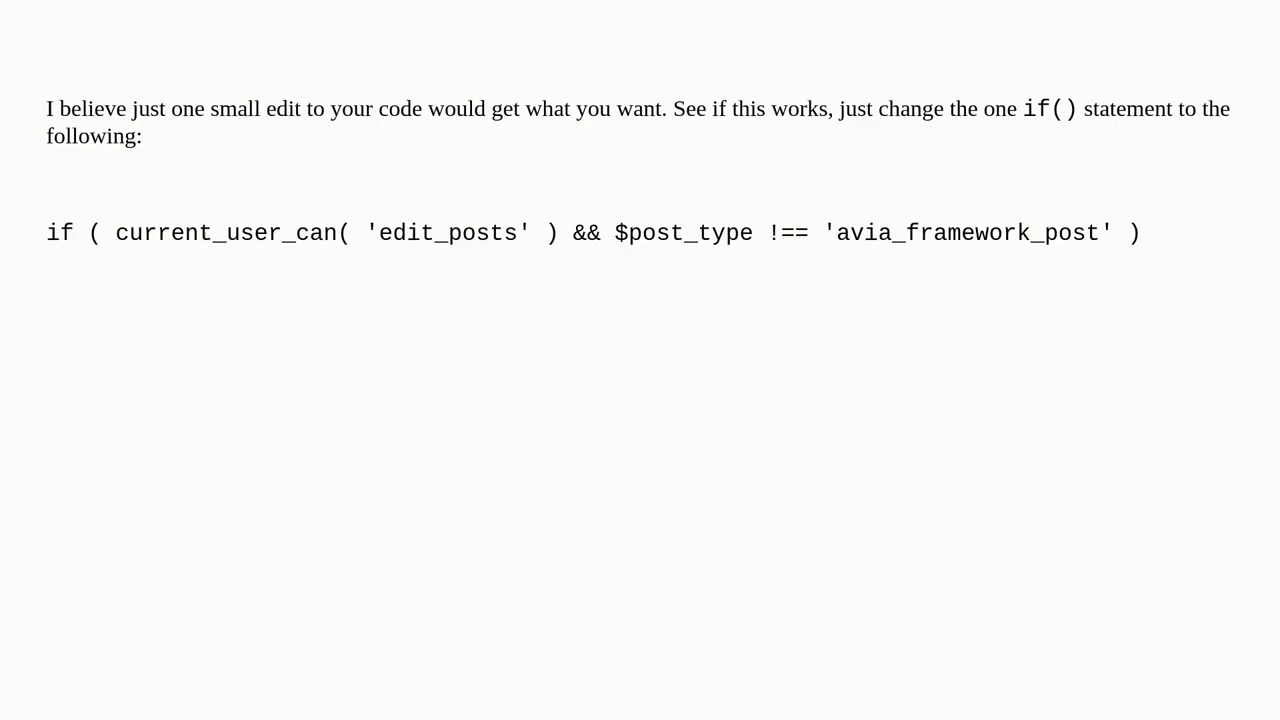 I believe just one small edit to your code would get what you want. See if this works, just change the one if() statement to the
following:
if ( current_user_can( 'edit_posts' ) && $post_type !== 'avia_framework_post' )